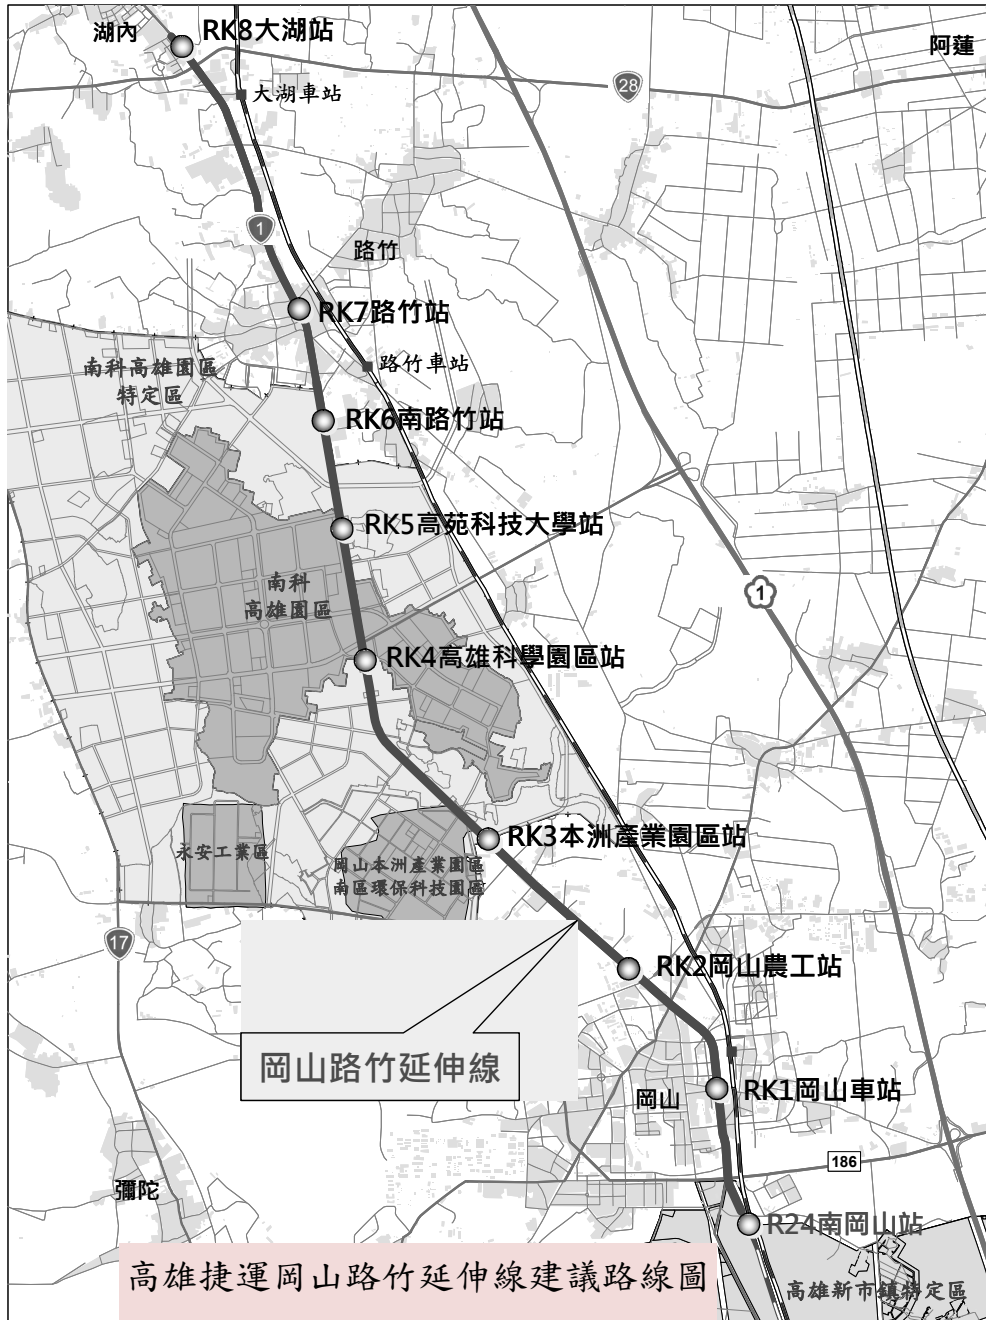 湖內
RK8大湖站
阿蓮
大湖車站
28
1
路竹
RK7路竹站
路竹車站
南科高雄園區
特定區
RK6南路竹站
RK5高苑科技大學站
南科
高雄園區
1
RK4高雄科學園區站
RK3本洲產業園區站
永安工業區
岡山本洲產業園區
南區環保科技園區
17
RK2岡山農工站
岡山路竹延伸線
RK1岡山車站
岡山
186
彌陀
R24南岡山站
高雄捷運岡山路竹延伸線建議路線圖
高雄新市鎮特定區